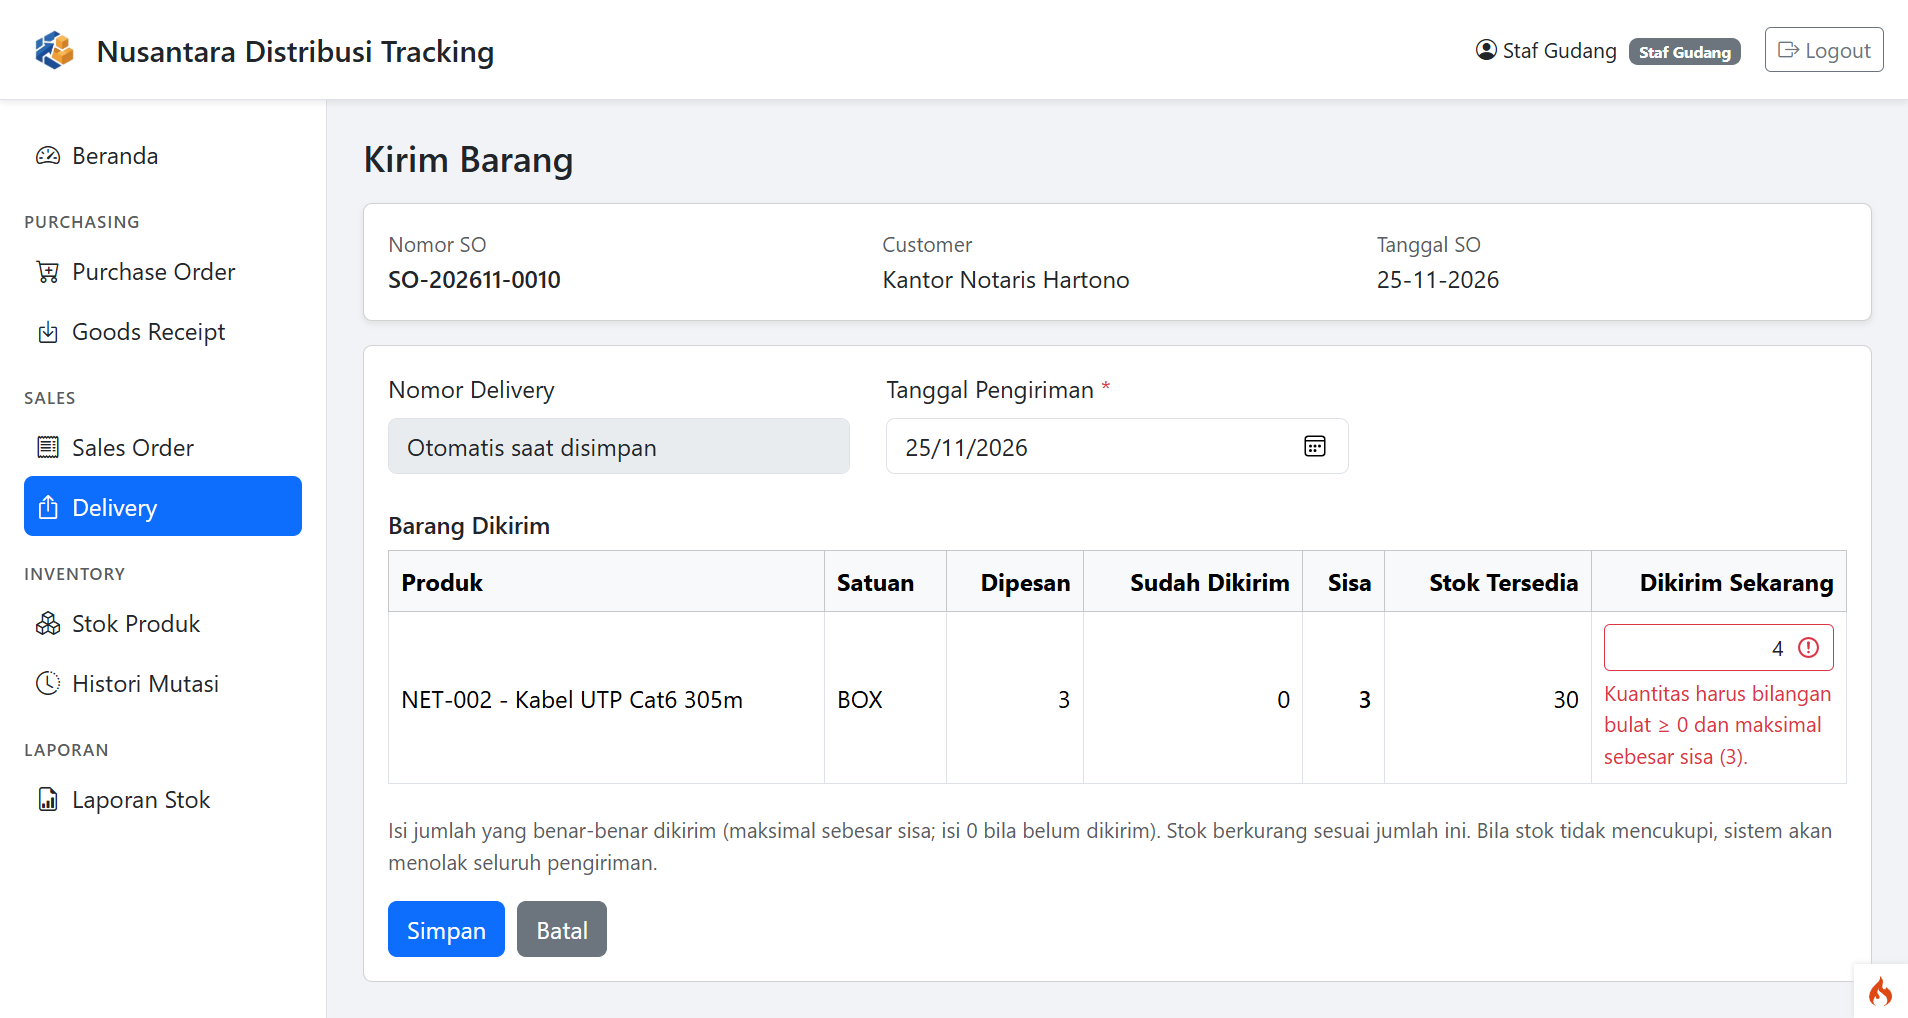 Nusantara Distribusi Tracking
Staf Gudang
Staf Gudang
Logout
Beranda
PURCHASING
Purchase Order
Goods Receipt
SALES
Sales Order
Delivery
INVENTORY
Stok Produk
Histori Mutasi
LAPORAN
Laporan Stok
Kirim Barang
Nomor SO
SO-202611-0010
Customer
Kantor Notaris Hartono
Tanggal SO
25-11-2026
Nomor Delivery
Otomatis saat disimpan
Tanggal Pengiriman *
25/11/2026
Barang Dikirim
Produk Satuan Dipesan Sudah Dikirim Sisa Stok Tersedia Dikirim Sekarang
NET-002 - Kabel UTP Cat6 305m BOX 3 0 3 30 4
Kuantitas harus bilangan
bulat ≥ 0 dan maksimal
sebesar sisa (3).
Isi jumlah yang benar-benar dikirim (maksimal sebesar sisa; isi 0 bila belum dikirim). Stok berkurang sesuai jumlah ini. Bila stok tidak mencukupi, sistem akan
menolak seluruh pengiriman.
Simpan
Batal